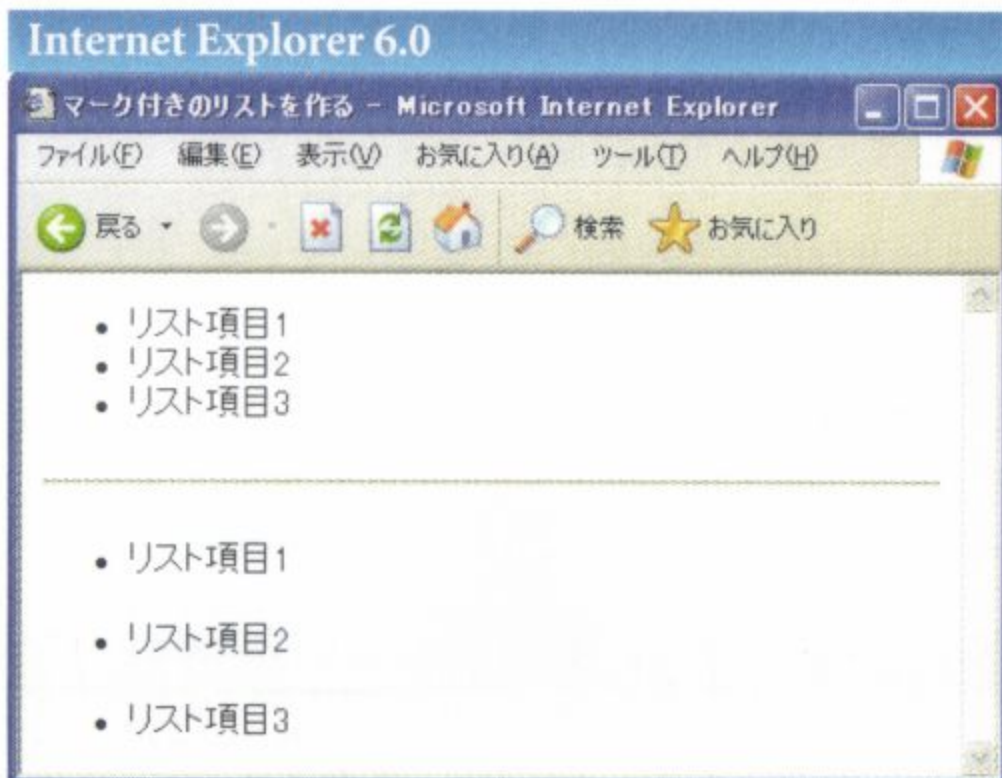 Internet Explorer 6.0
マーク付きのリストを作る - Microsoft Internet Explorer
ファイル(F) 編集(E) 表示(V) お気に入り(A) ツール(T) ヘルプ(H)
戻る 検索 お気に入り
• リスト項目1
• リスト項目2
• リスト項目3
• リスト項目1
• リスト項目2
• リスト項目3